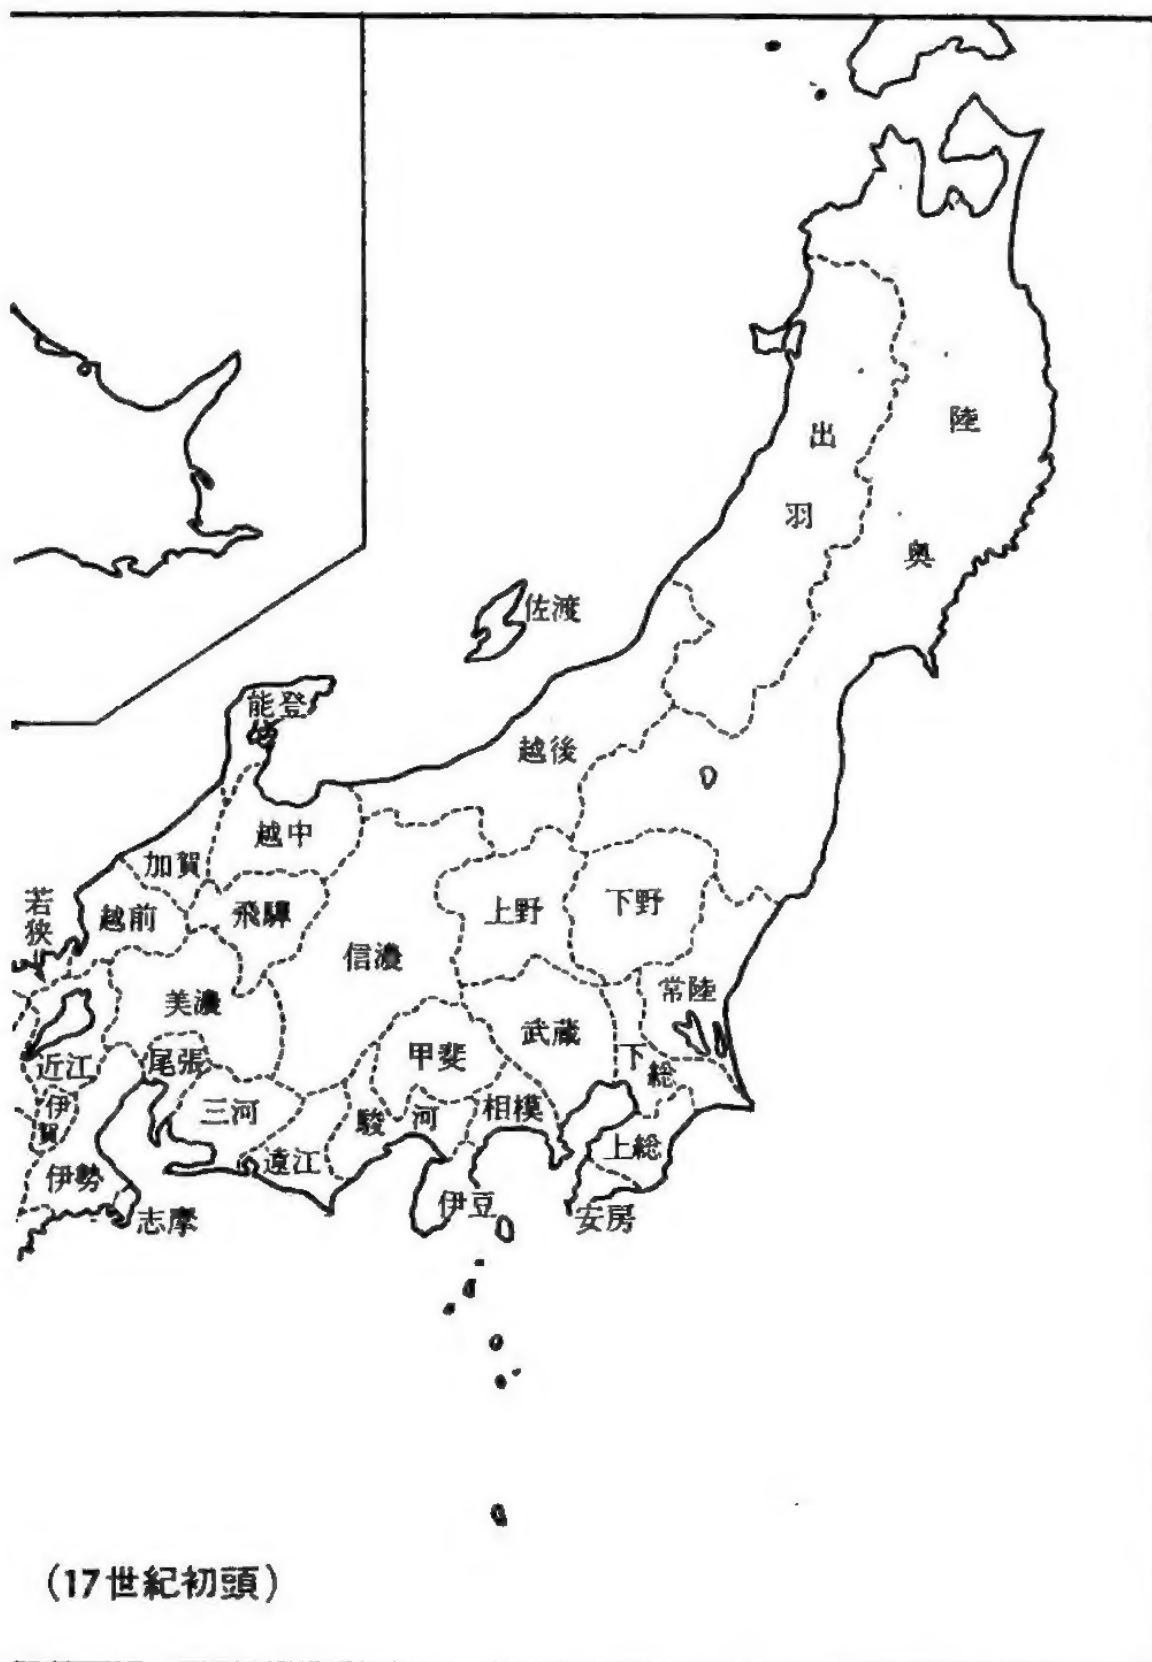 陸奥
出羽
佐渡
能登
越後
越中
加賀
若狭
越前
飛騨
上野
下野
信濃
常陸
美濃
武蔵
近江
尾張
甲斐
下総
伊賀
三河
駿河
相模
上総
遠江
伊勢
志摩
伊豆
安房
(17世紀初頭)